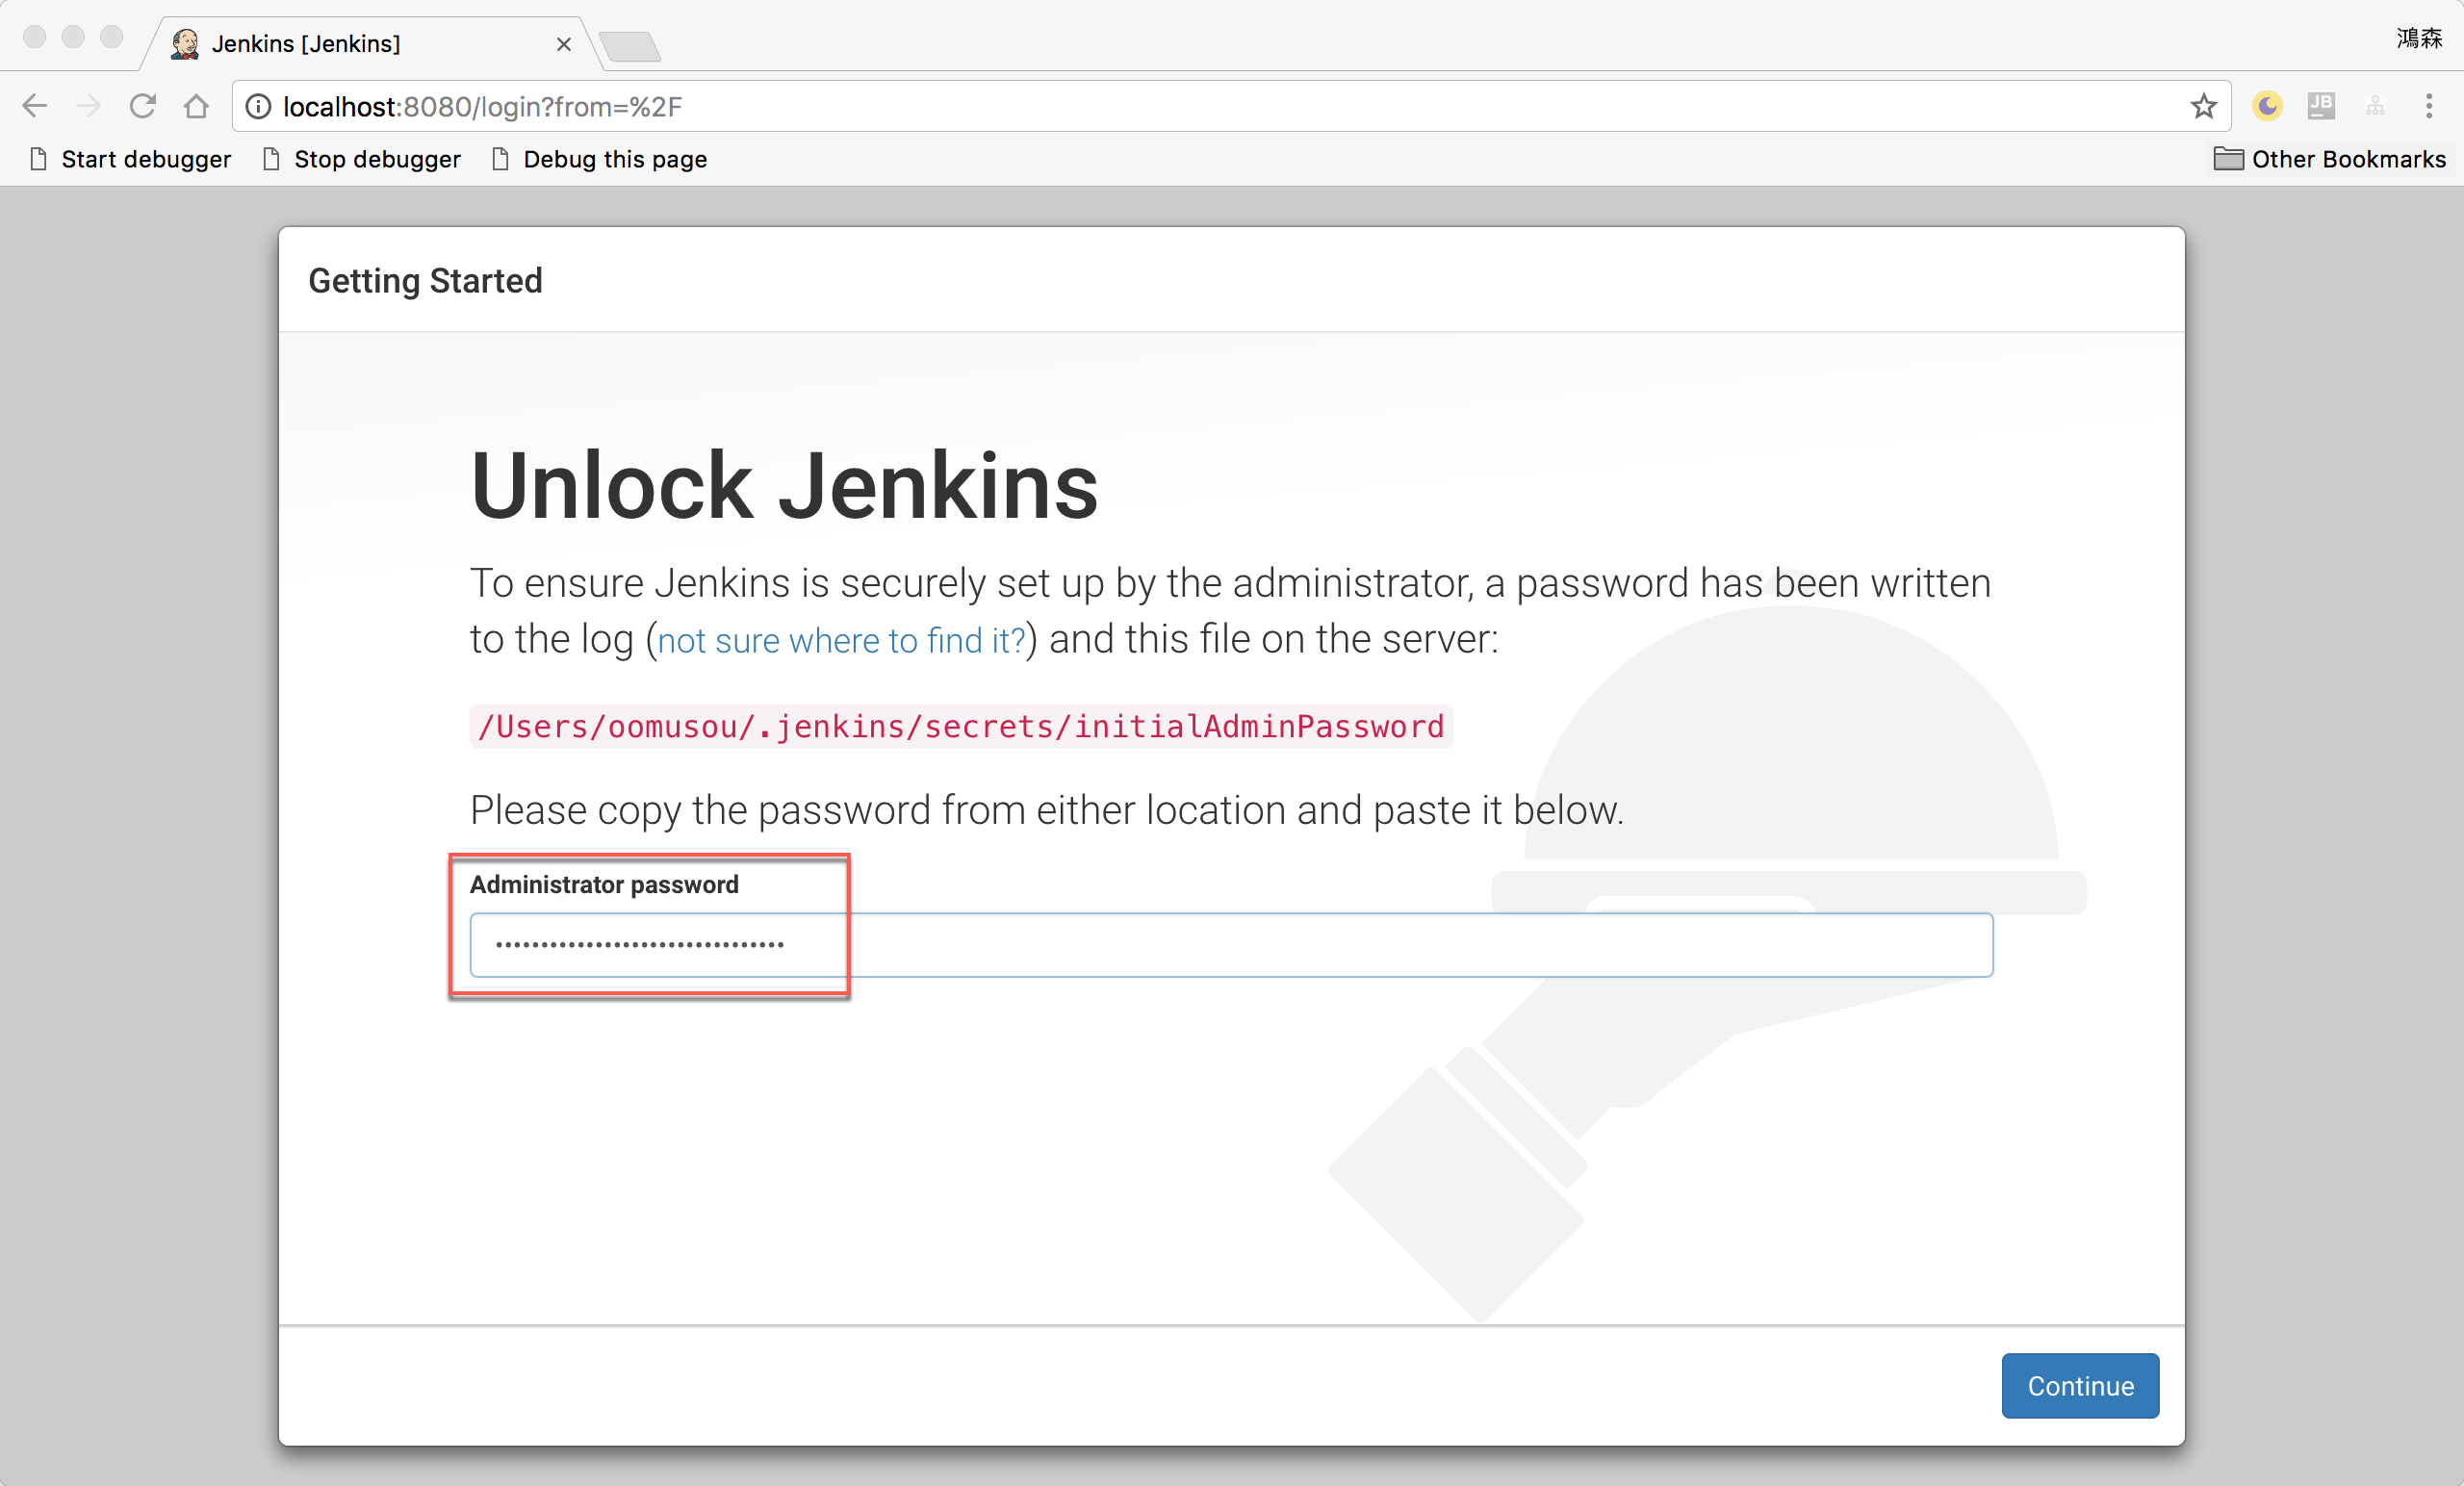 Jenkins [Jenkins]
鴻森
localhost:8080/login?from=%2F
JB
Start debugger
Stop debugger
Debug this page
Other Bookmarks
Getting Started
Unlock Jenkins
To ensure Jenkins is securely set up by the administrator, a password has been written
to the log (not sure where to find it?) and this file on the server:
/Users/oomusou/.jenkins/secrets/initialAdminPassword
Please copy the password from either location and paste it below.
Administrator password
••••••••••••••••••••••••••••••••
Continue